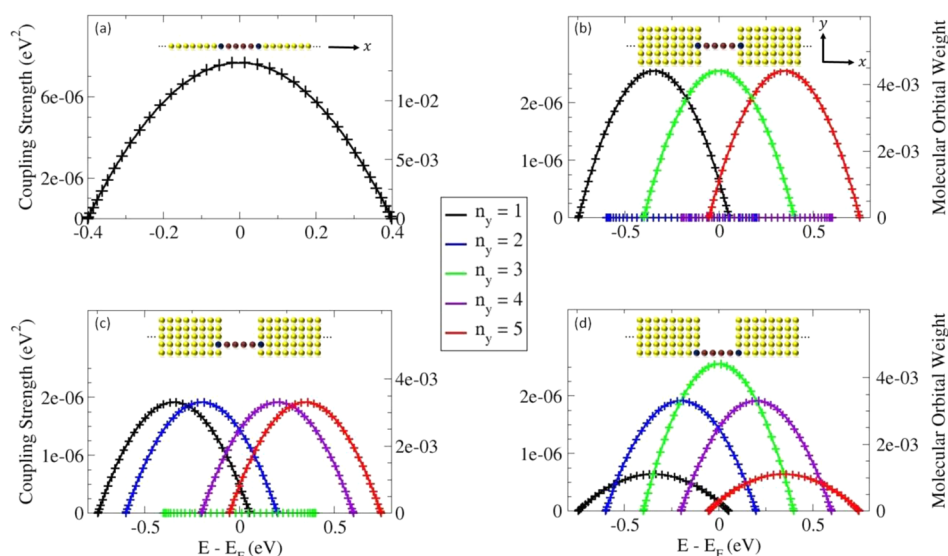 (a)
x
Coupling Strength (eV²)
6e-06
2e-06
0
1e-02
5e-03
0
-0.4
-0.2
0
0.2
0.4
(b)
y
x
2e-06
1e-06
0
4e-03
2e-03
0
Molecular Orbital Weight
-0.5
0
0.5
n_y = 1
n_y = 2
n_y = 3
n_y = 4
n_y = 5
(c)
Coupling Strength (eV²)
2e-06
1e-06
0
4e-03
2e-03
0
-0.5
0
0.5
E - E_F (eV)
(d)
2e-06
1e-06
0
4e-03
2e-03
0
Molecular Orbital Weight
-0.5
0
0.5
E - E_F (eV)